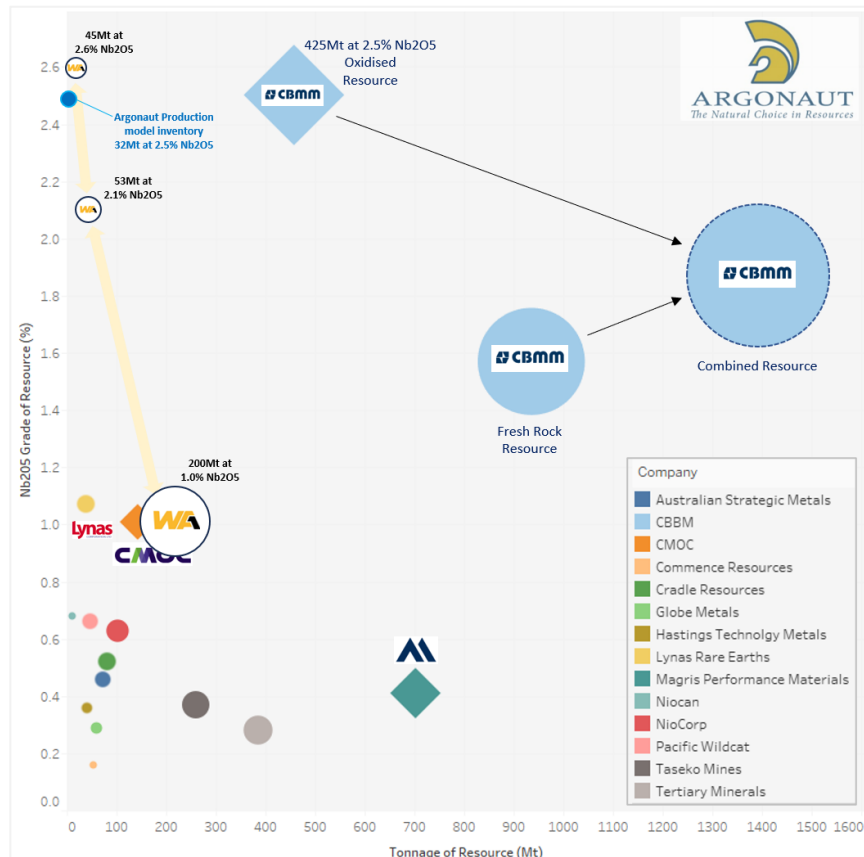 45Mt at
2.6% Nb2O5
WA
Argonaut Production
model inventory
32Mt at 2.5% Nb2O5
53Mt at
2.1% Nb2O5
WA
425Mt at 2.5% Nb2O5
Oxidised
Resource
CBMM
ARGONAUT
The Natural Choice in Resources
CBMM
Combined Resource
CBMM
Fresh Rock
Resource
200Mt at
1.0% Nb2O5
WA
Lynas
CMOC
Nb2O5 Grade of Resource (%)
2.6
2.4
2.2
2.0
1.8
1.6
1.4
1.2
1.0
0.8
0.6
0.4
0.2
0.0
0 100 200 300 400 500 600 700 800 900 1000 1100 1200 1300 1400 1500 1600
Tonnage of Resource (Mt)
Company
Australian Strategic Metals
CBBM
CMOC
Commence Resources
Cradle Resources
Globe Metals
Hastings Technolgy Metals
Lynas Rare Earths
Magris Performance Materials
Niocan
NioCorp
Pacific Wildcat
Taseko Mines
Tertiary Minerals